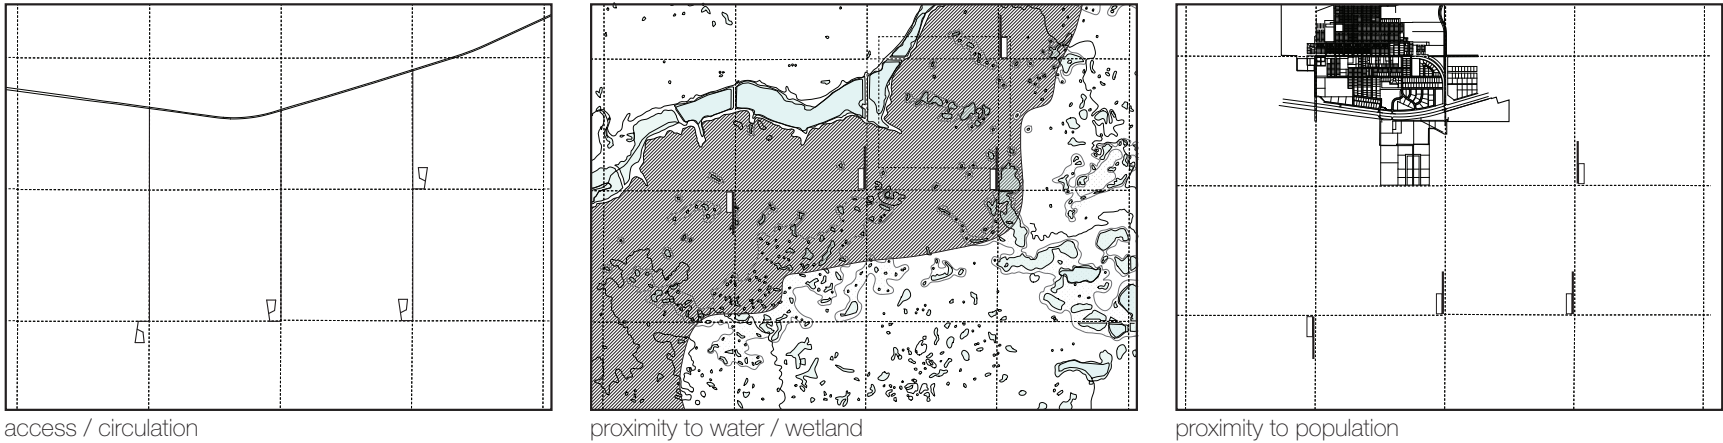 access / circulation
proximity to water / wetland
proximity to population